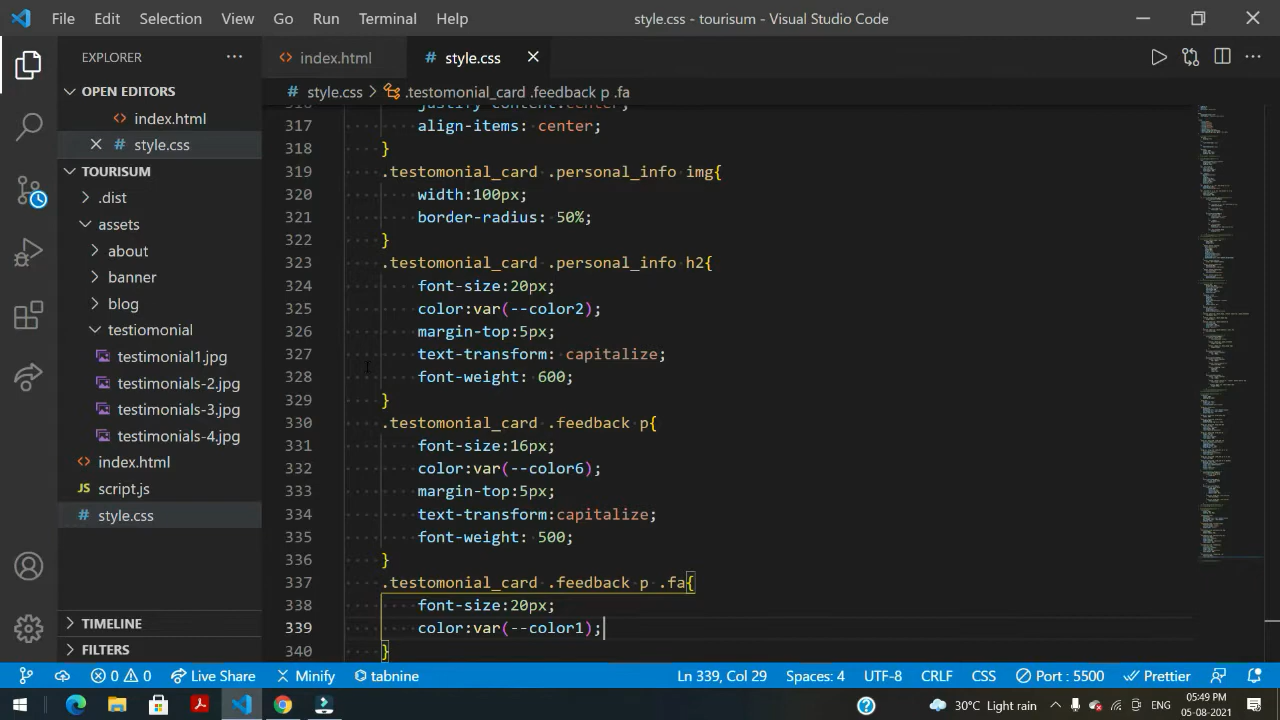 File Edit Selection View Go Run Terminal Help
style.css - tourisum - Visual Studio Code
EXPLORER
index.html
# style.css
OPEN EDITORS
index.html
# style.css
TOURISUM
.dist
assets
about
banner
blog
testiomonial
testimonial1.jpg
testimonials-2.jpg
testimonials-3.jpg
testimonials-4.jpg
index.html
JS script.js
# style.css
TIMELINE
FILTERS
# style.css > .testomonial_card .feedback p .fa
316 justify-content:center;
317 align-items: center;
318 }
319 .testomonial_card .personal_info img{
320 width:100px;
321 border-radius: 50%;
322 }
323 .testomonial_card .personal_info h2{
324 font-size:20px;
325 color:var(--color2);
326 margin-top:5px;
327 text-transform: capitalize;
328 font-weight: 600;
329 }
330 .testomonial_card .feedback p{
331 font-size:16px;
332 color:var(--color6);
333 margin-top:5px;
334 text-transform:capitalize;
335 font-weight: 500;
336 }
337 .testomonial_card .feedback p .fa{
338 font-size:20px;
339 color:var(--color1);
340 }
0 0 Live Share Minify tabnine Ln 339, Col 29 Spaces: 4 UTF-8 CRLF CSS Port : 5500 Prettier
30°C Light rain ENG 05:49 PM
05-08-2021